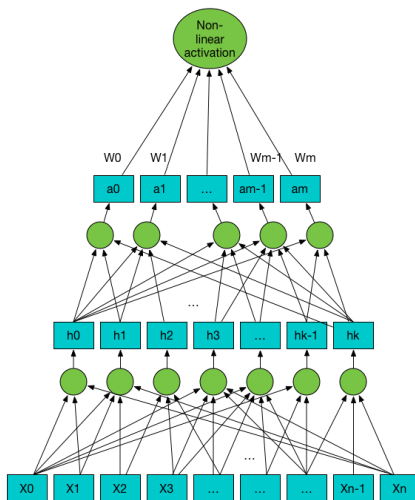 Non-
linear
activation
W0 W1 Wm-1 Wm
a0 a1 ... am-1 am
...
h0 h1 h2 h3 ... hk-1 hk
...
X0 X1 X2 X3 ... ... ... Xn-1 Xn